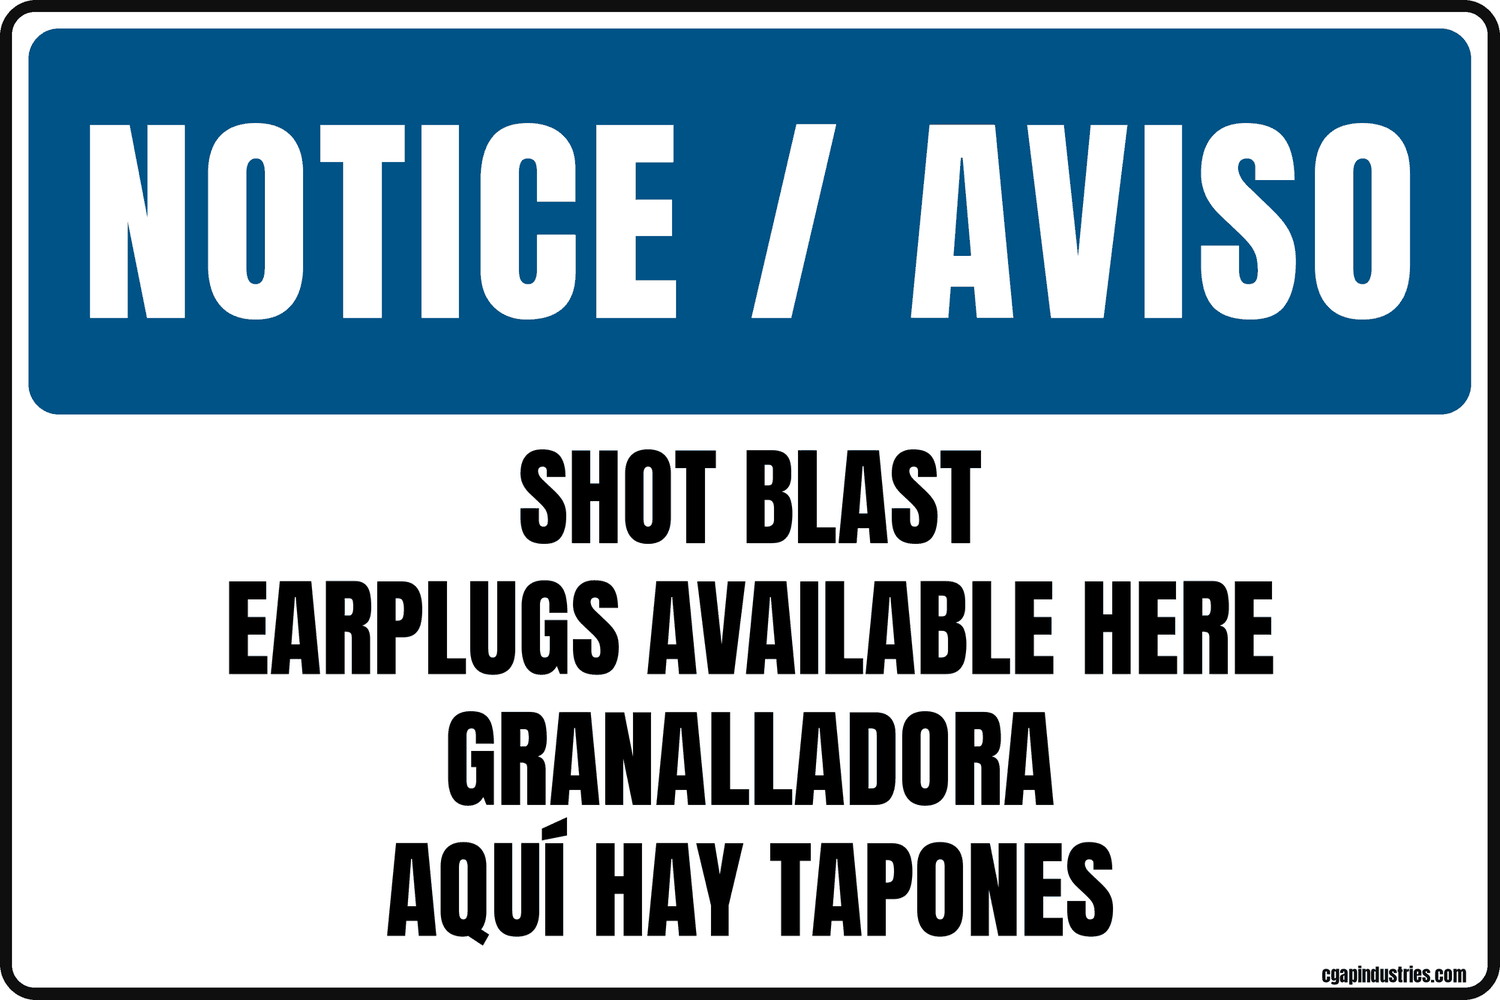 NOTICE / AVISO
SHOT BLAST
EARPLUGS AVAILABLE HERE
GRANALLADORA
AQUÍ HAY TAPONES
cgapindustries.com